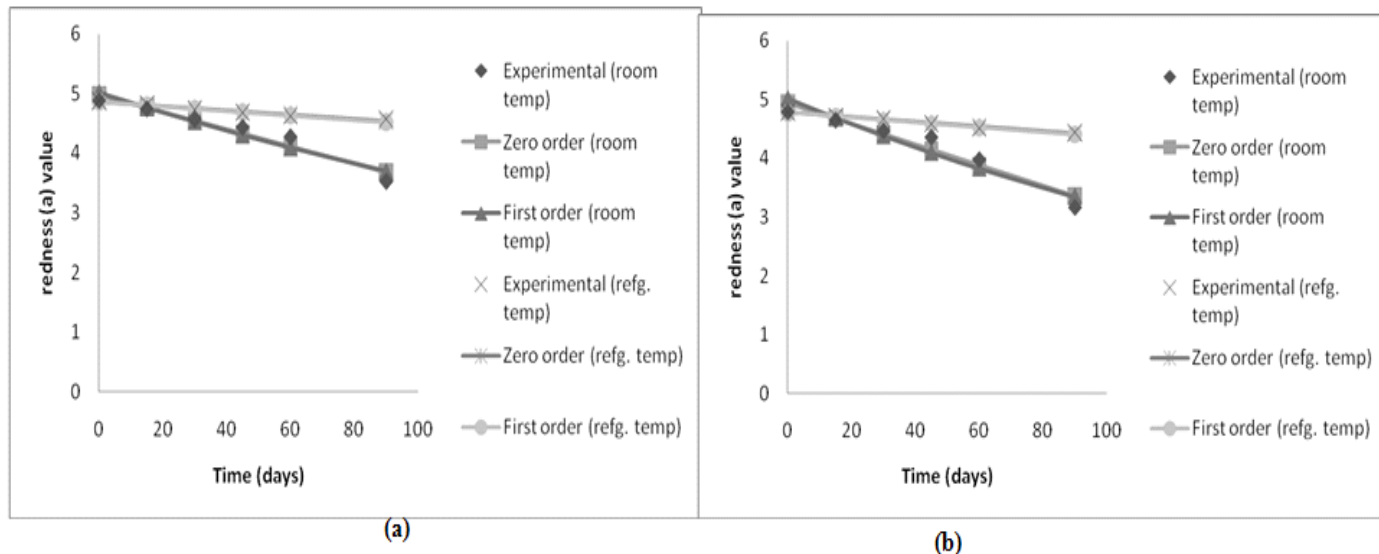 6
5
4
3
2
1
0
redness (a) value
0 20 40 60 80 100
Time (days)
Experimental (room
temp)
Zero order (room
temp)
First order (room
temp)
Experimental (refg.
temp)
Zero order (refg. temp)
First order (refg. temp)
(a)
6
5
4
3
2
1
0
redness (a) value
0 20 40 60 80 100
Time (days)
Experimental (room
temp)
Zero order (room
temp)
First order (room
temp)
Experimental (refg.
temp)
Zero order (refg. temp)
First order (refg. temp)
(b)